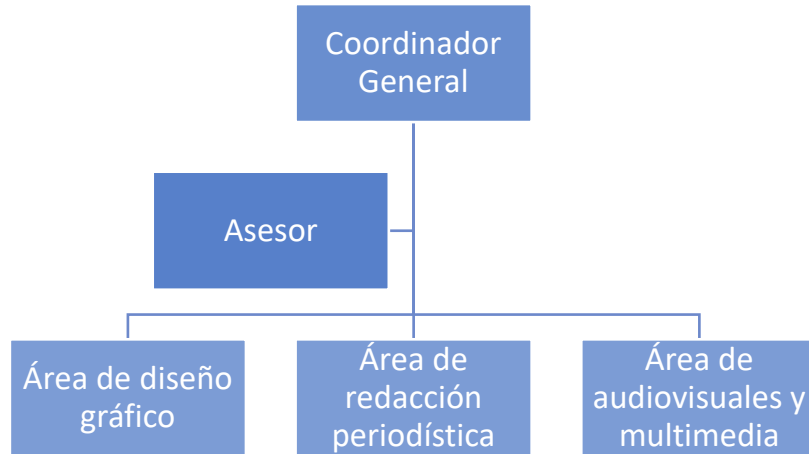 Coordinador
General
Asesor
Área de diseño
gráfico
Área de
redacción
periodística
Área de
audiovisuales y
multimedia